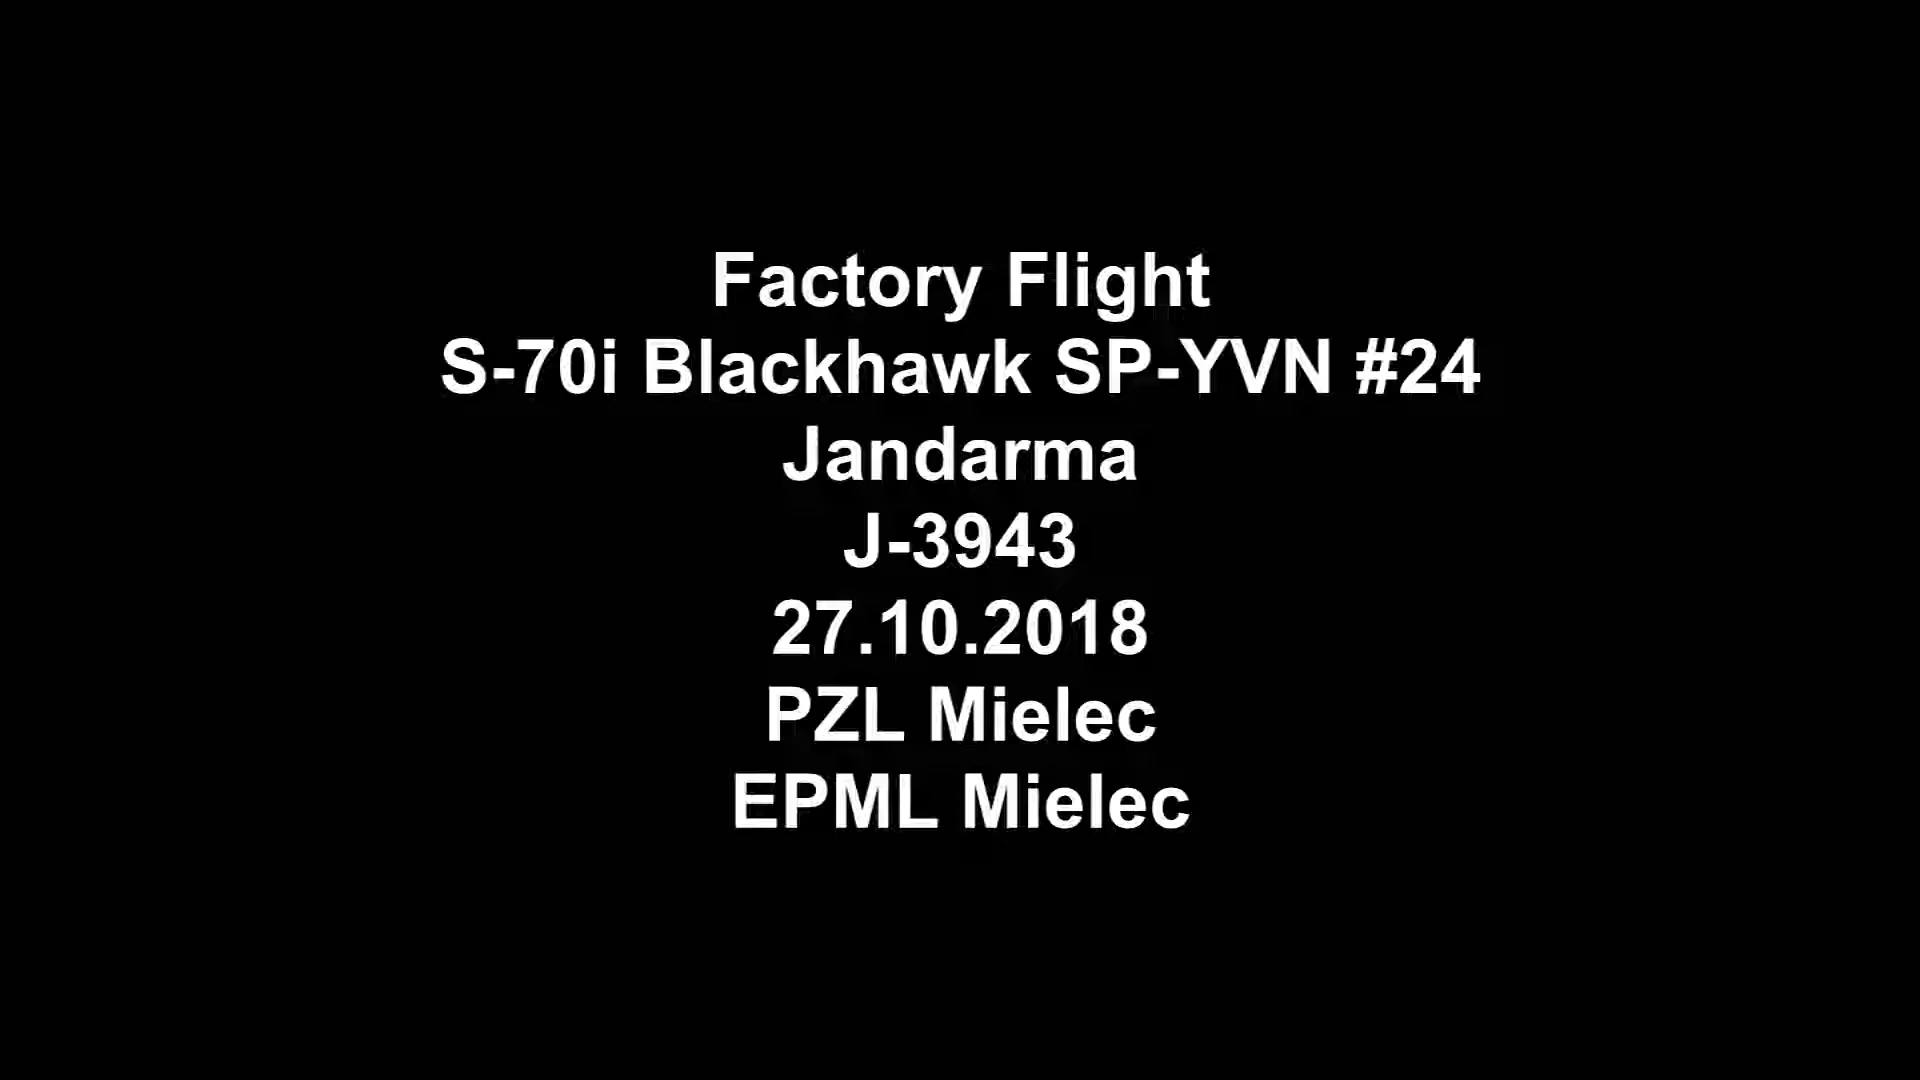 Factory Flight
S-70i Blackhawk SP-YVN #24
Jandarma
J-3943
27.10.2018
PZL Mielec
EPML Mielec